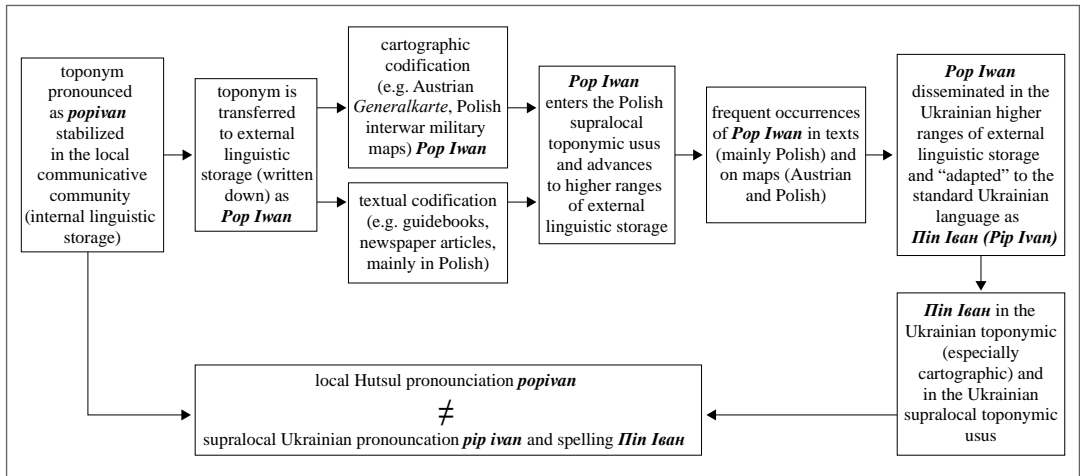 toponym
pronounced
as popivan
stabilized
in the local
communicative
community
(internal linguistic
storage)
toponym is
transferred
to external
linguistic
storage (written
down) as
Pop Iwan
cartographic
codification
(e.g. Austrian
Generalkarte, Polish
interwar military
maps) Pop Iwan
textual codification
(e.g. guidebooks,
newspaper articles,
mainly in Polish)
Pop Iwan
enters the Polish
supralocal
toponymic usus
and advances
to higher ranges
of external
linguistic storage
frequent occurrences
of Pop Iwan in texts
(mainly Polish) and
on maps (Austrian
and Polish)
Pop Iwan
disseminated in the
Ukrainian higher
ranges of external
linguistic storage
and “adapted” to the
standard Ukrainian
language as
Піп Іван (Pip Ivan)
Піп Іван in the
Ukrainian toponymic
(especially
cartographic) and
in the Ukrainian
supralocal toponymic
usus
local Hutsul pronounciation popivan
≠
supralocal Ukrainian pronouncation pip ivan and spelling Піп Іван